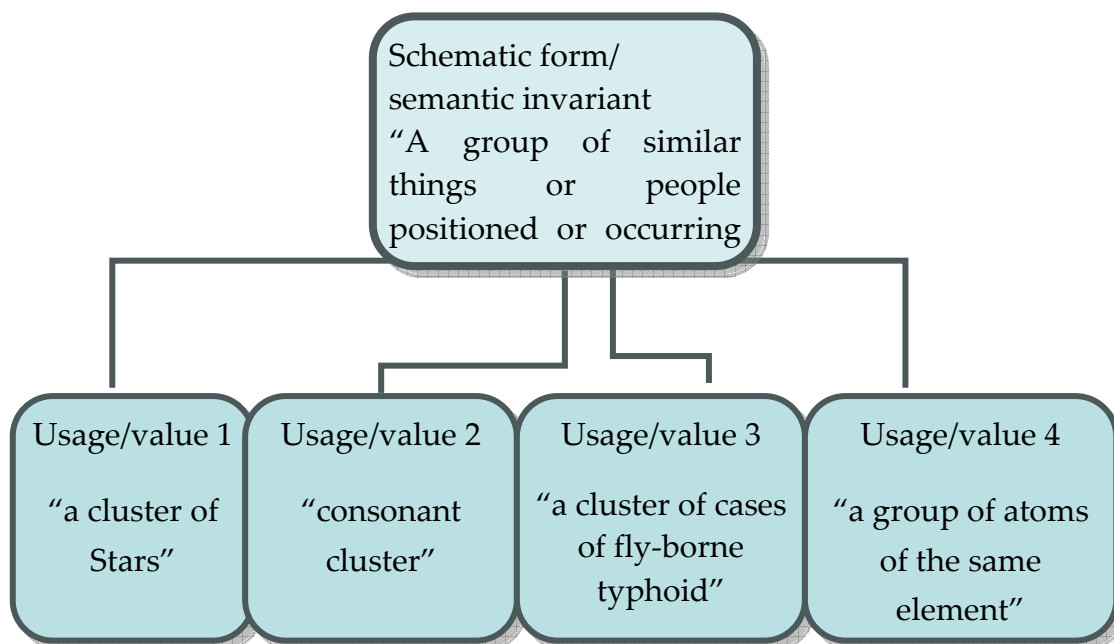 Schematic form/
semantic invariant
“A group of similar
things or people
positioned or occurring
Usage/value 1
“a cluster of
Stars”
Usage/value 2
“consonant
cluster”
Usage/value 3
“a cluster of cases
of fly-borne
typhoid”
Usage/value 4
“a group of atoms
of the same
element”